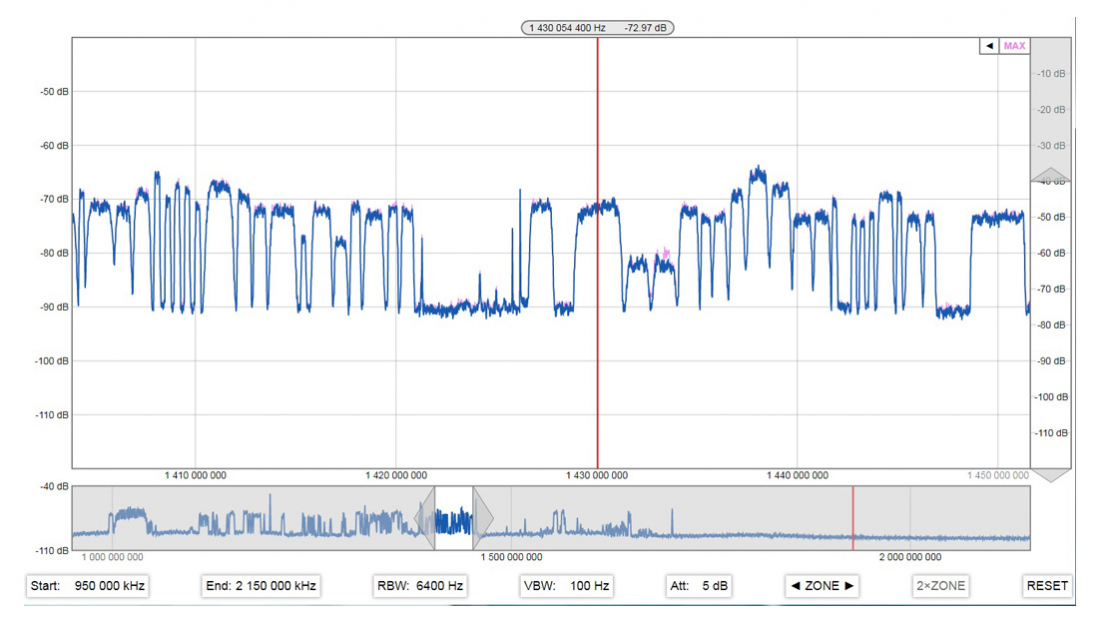 1 430 054 400 Hz -72.97 dB
◄ MAX
-50 dB
-60 dB
-70 dB
-80 dB
-90 dB
-100 dB
-110 dB
-10 dB
-20 dB
-30 dB
-40 dB
-50 dB
-60 dB
-70 dB
-80 dB
-90 dB
-100 dB
-110 dB
1 410 000 000 1 420 000 000 1 430 000 000 1 440 000 000 1 450 000 000
-40 dB
-110 dB
1 000 000 000 1 500 000 000 2 000 000 000
Start: 950 000 kHz End: 2 150 000 kHz RBW: 6400 Hz VBW: 100 Hz Att: 5 dB ◄ ZONE ► 2×ZONE RESET